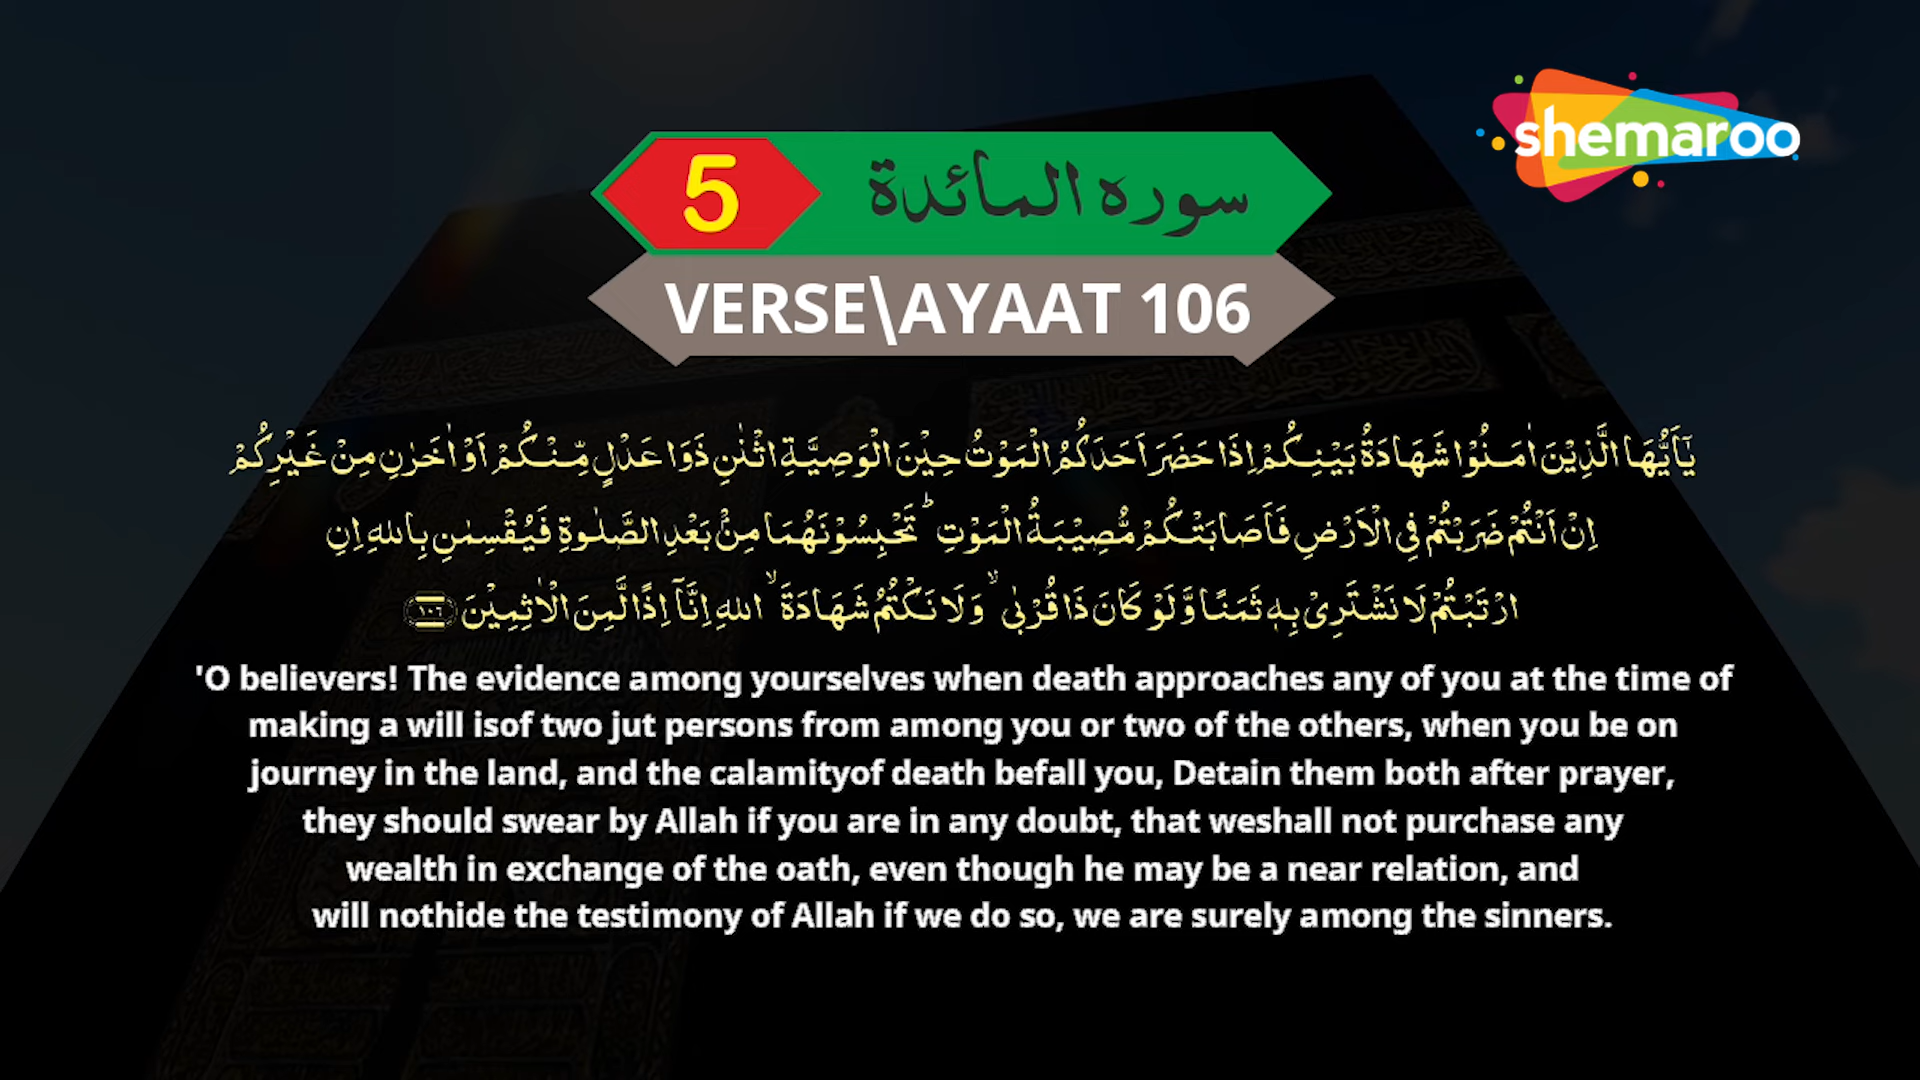 shemaroo
5 سوره المائدة
VERSE\AYAAT 106
يٰۤاَيُّهَا الَّذِيْنَ اٰمَنُوْا شَهَادَةُ بَيْنِكُمْ اِذَا حَضَرَ اَحَدَكُمُ الْمَوْتُ حِيْنَ الْوَصِيَّةِ اثْنٰنِ ذَوَا عَدْلٍ مِّنْكُمْ اَوْ اٰخَرٰنِ مِنْ غَيْرِكُمْ
اِنْ اَنْتُمْ ضَرَبْتُمْ فِى الْاَرْضِ فَاَصَابَتْكُمْ مُّصِيْبَةُ الْمَوْتِ ؕ تَحْبِسُوْنَهُمَا مِنْۢ بَعْدِ الصَّلٰوةِ فَيُقْسِمٰنِ بِاللهِ اِنِ
ارْتَبْتُمْ لَا نَشْتَرِىْ بِهٖ ثَمَنًا وَّلَوْ كَانَ ذَا قُرْبٰى ۙ وَلَا نَكْتُمُ شَهَادَةَ ۙ اللهِ اِنَّاۤ اِذًا لَّمِنَ الْاٰثِمِيْنَ ١٠٦
'O believers! The evidence among yourselves when death approaches any of you at the time of
making a will isof two jut persons from among you or two of the others, when you be on
journey in the land, and the calamityof death befall you, Detain them both after prayer,
they should swear by Allah if you are in any doubt, that weshall not purchase any
wealth in exchange of the oath, even though he may be a near relation, and
will nothide the testimony of Allah if we do so, we are surely among the sinners.